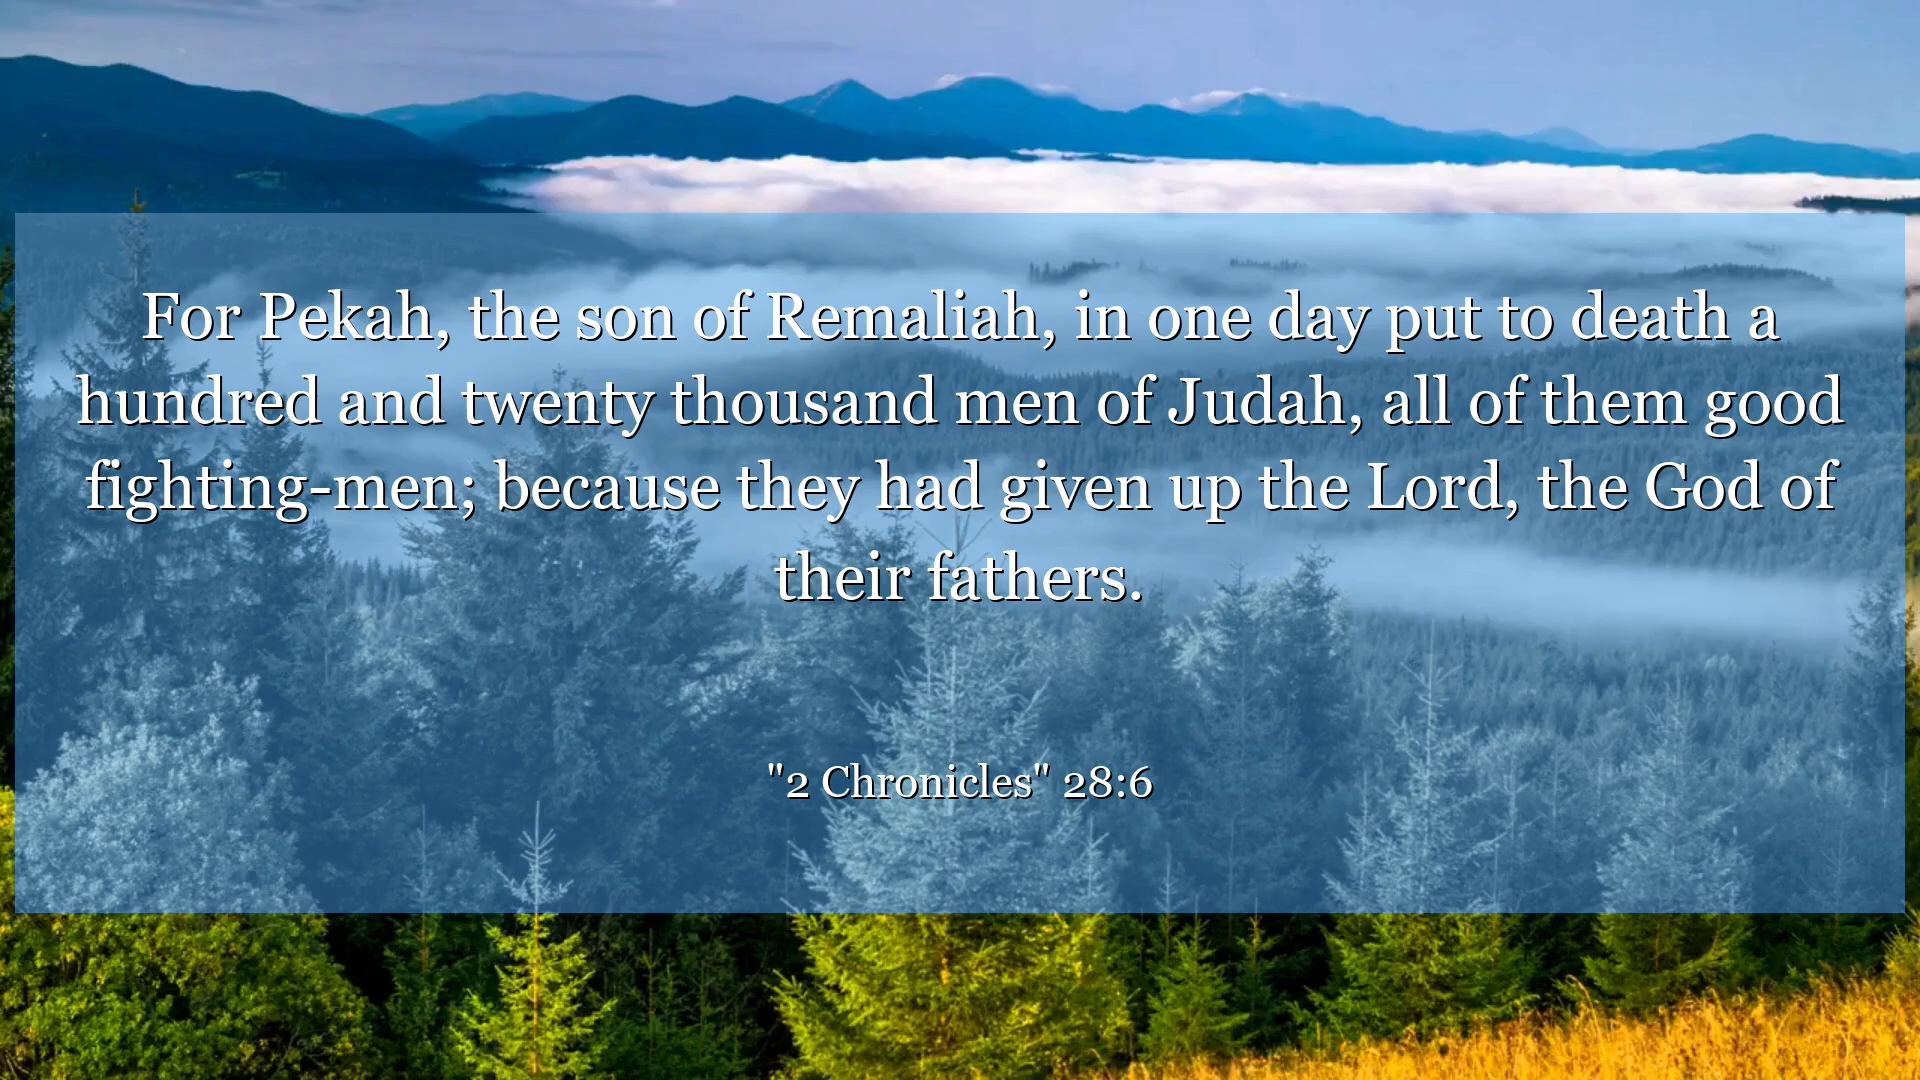 For Pekah, the son of Remaliah, in one day put to death a
hundred and twenty thousand men of Judah, all of them good
fighting-men; because they had given up the Lord, the God of
their fathers.
"2 Chronicles" 28:6